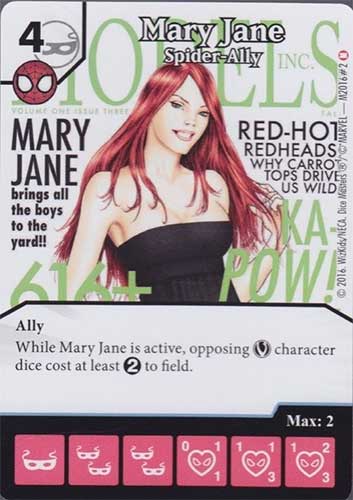 4
Mary Jane
Spider-Ally
MODELS
INC.
VOLUME ONE ISSUE THREE
MARY
JANE
brings all
the boys
to the
yard!!
RED-HOT
REDHEADS
WHY CARROT
TOPS DRIVE
US WILD
KA-
POW!
616+
© 2016. WizKids/NECA. Dice Masters ®/© MARVEL — M2016#2
Ally
While Mary Jane is active, opposing character
dice cost at least 2 to field.
Max: 2
0 1 1
1 1 3
1 2 3